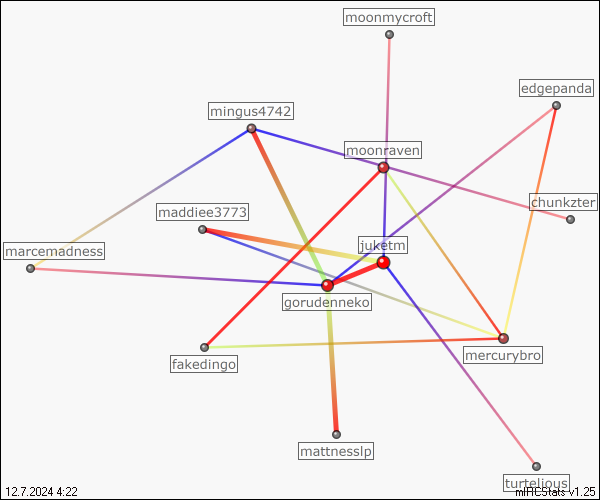 moonmycroft
edgepanda
mingus4742
moonraven
chunkzter
maddiee3773
juketm
marcemadness
gorudenneko
mercurybro
fakedingo
mattnesslp
turtelious
12.7.2024 4:22
mIRCStats v1.25